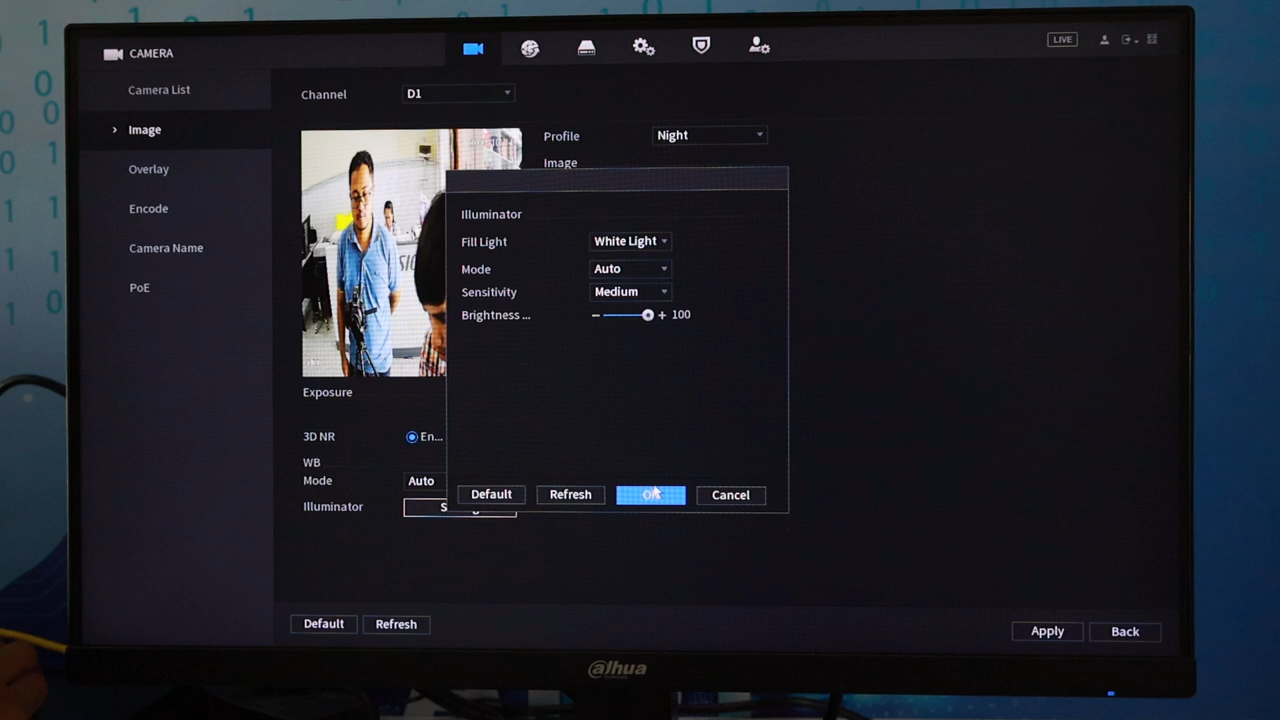 CAMERA
LIVE
Camera List
Image
Overlay
Encode
Camera Name
PoE
Channel
D1
Profile
Night
Image
Illuminator
Fill Light
White Light
Mode
Auto
Sensitivity
Medium
Brightness ...
100
Default
Refresh
OK
Cancel
Exposure
3D NR
En...
WB
Mode
Auto
Illuminator
Default
Refresh
Apply
Back
alhua